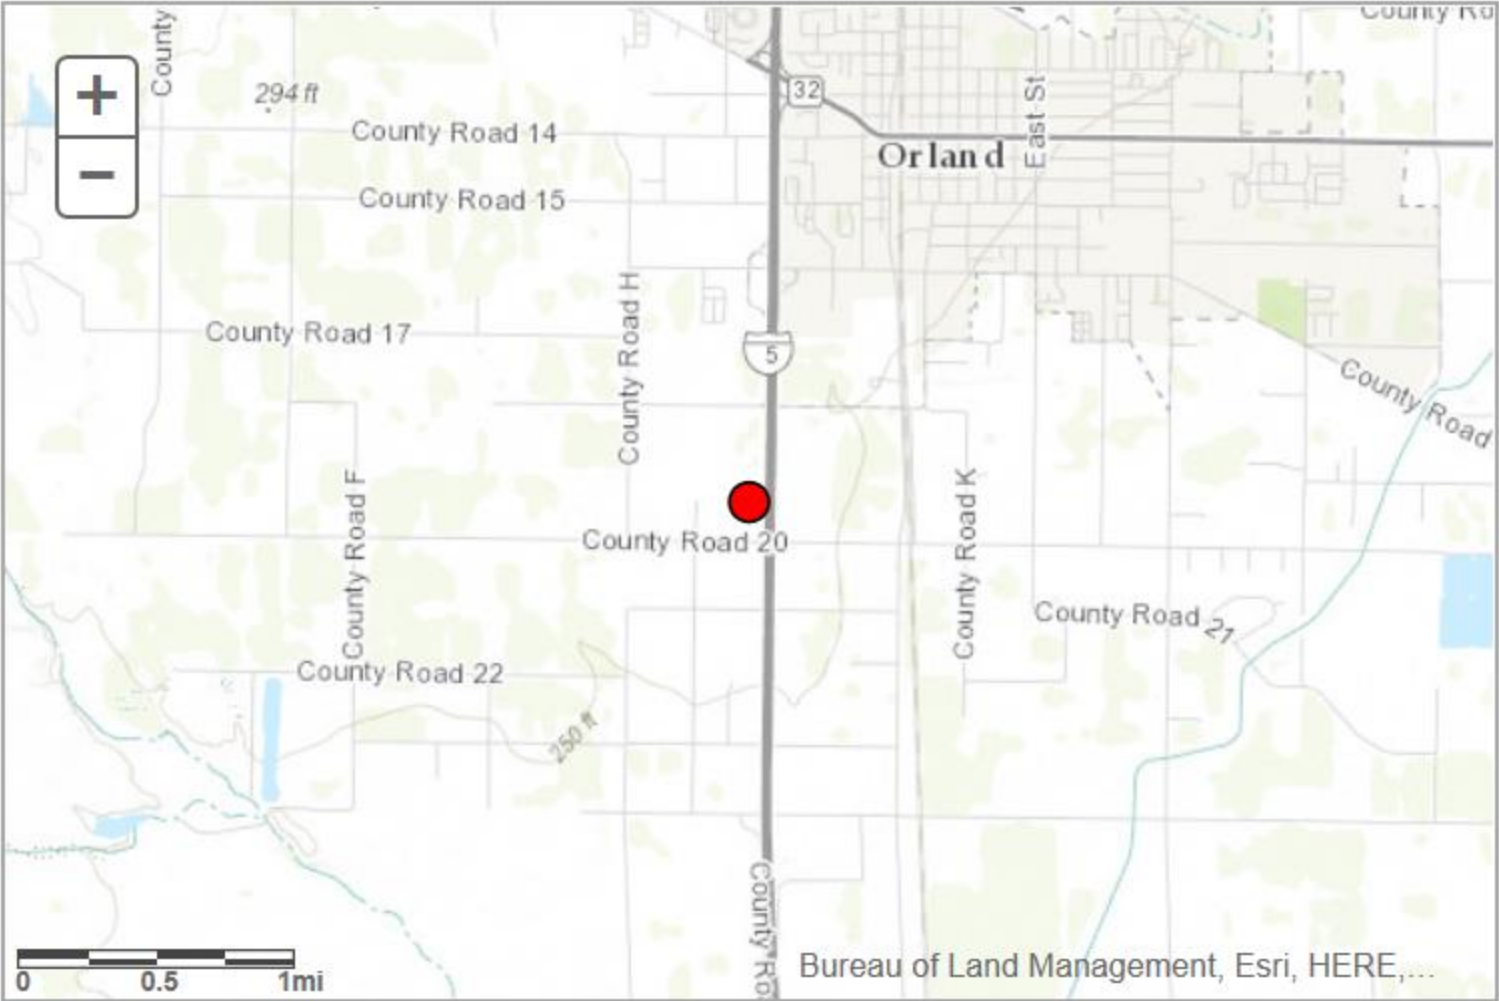 County
County Ro
+
294 ft
32
East St
County Road 14
Orland
−
County Road 15
County Road H
County Road 17
5
County Road
County Road F
County Road K
County Road 20
County Road 21
County Road 22
250 ft
County Ro
0 0.5 1mi
Bureau of Land Management, Esri, HERE,...